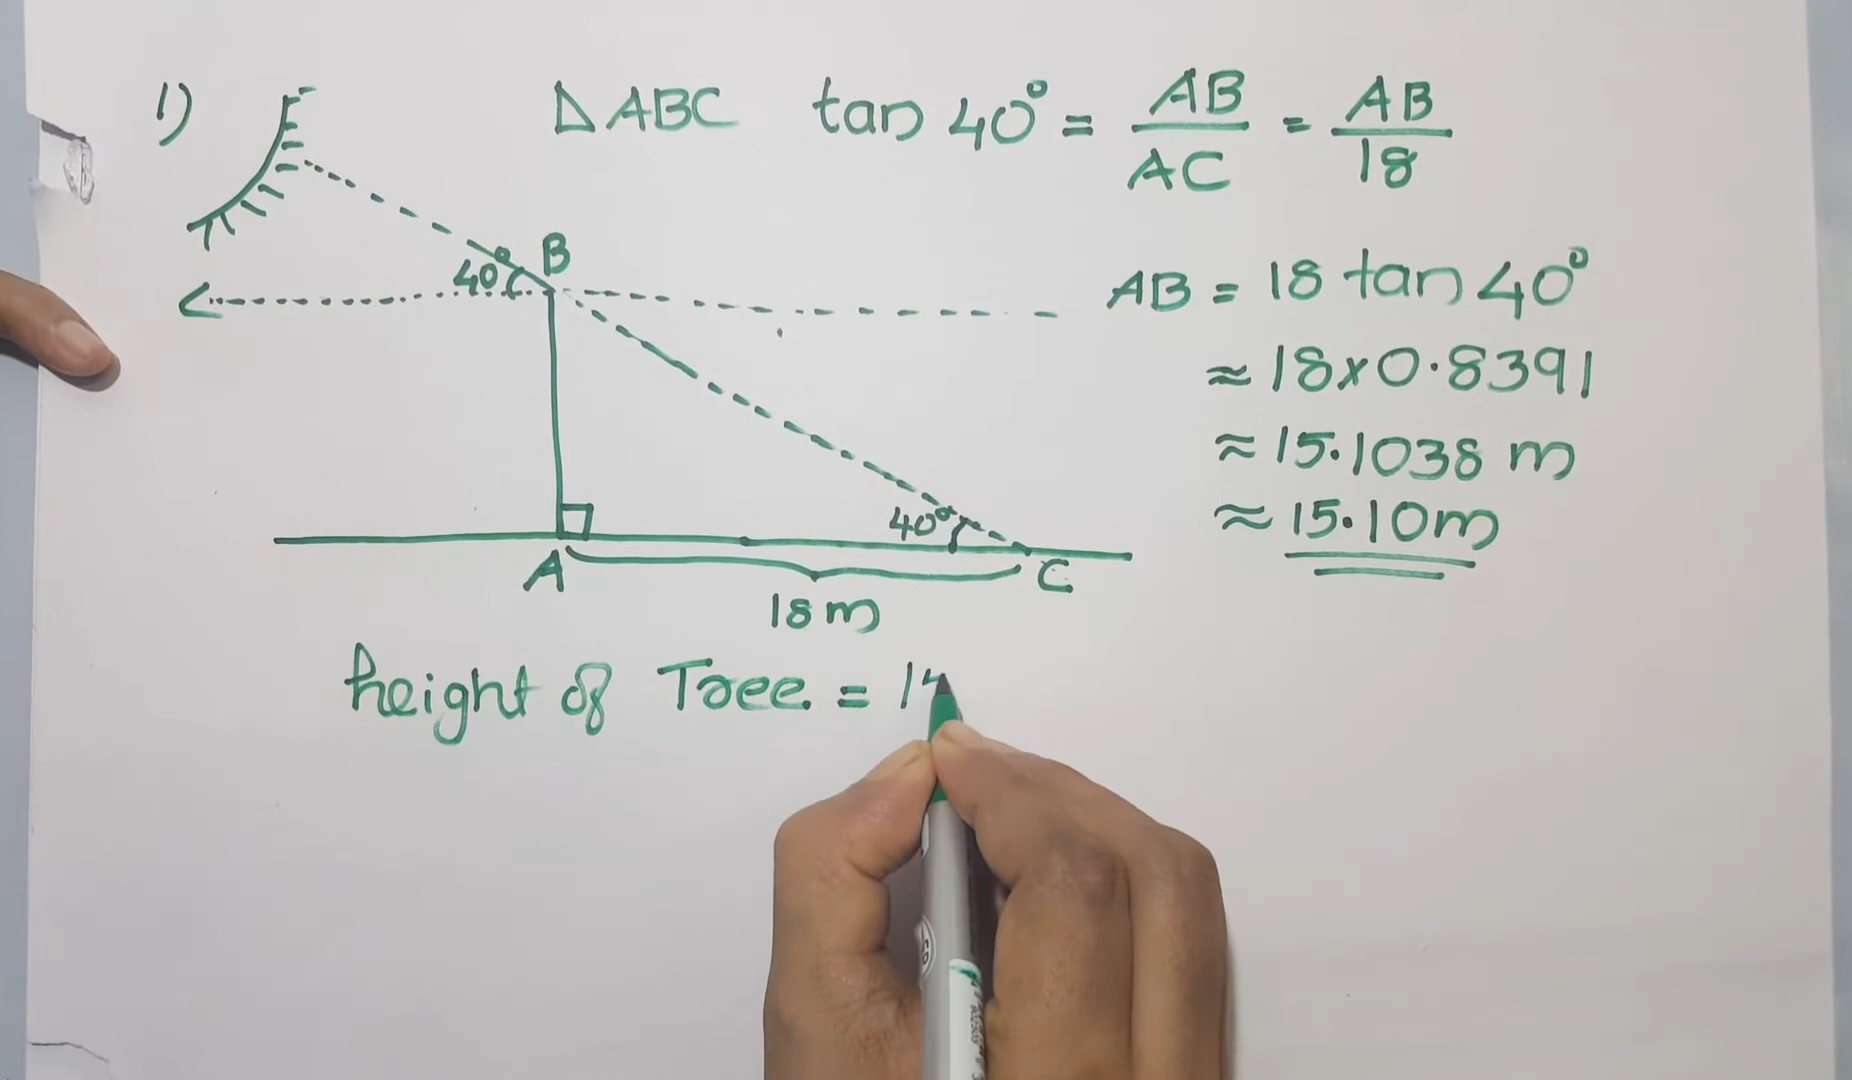 1)
△ABC tan 40° = AB/AC = AB/18
B
40°
AB = 18 tan 40°
≈ 18×0.8391
≈ 15.1038 m
≈ 15.10m
40°
A
C
18m
height of Tree = 1